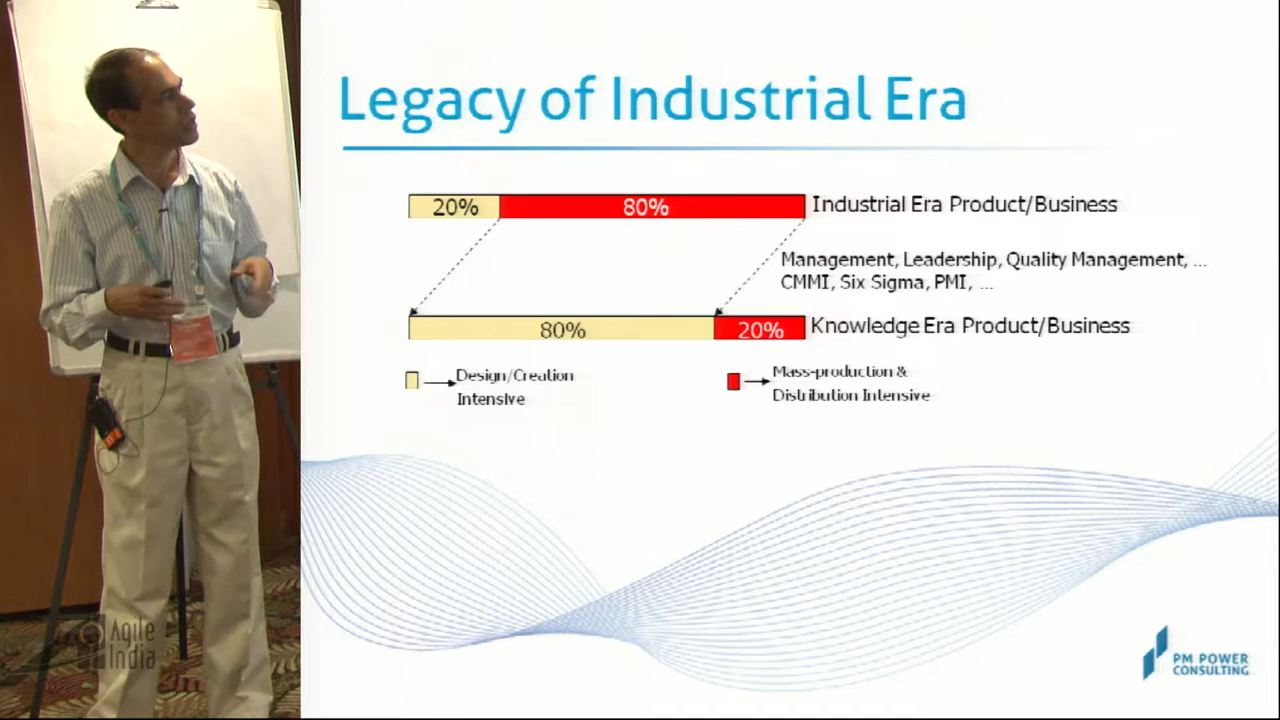 Legacy of Industrial Era
20% 80% Industrial Era Product/Business
Management, Leadership, Quality Management, ...
CMMI, Six Sigma, PMI, ...
80% 20% Knowledge Era Product/Business
Design/Creation
Intensive
Mass-production &
Distribution Intensive
Agile
India
PM POWER
CONSULTING